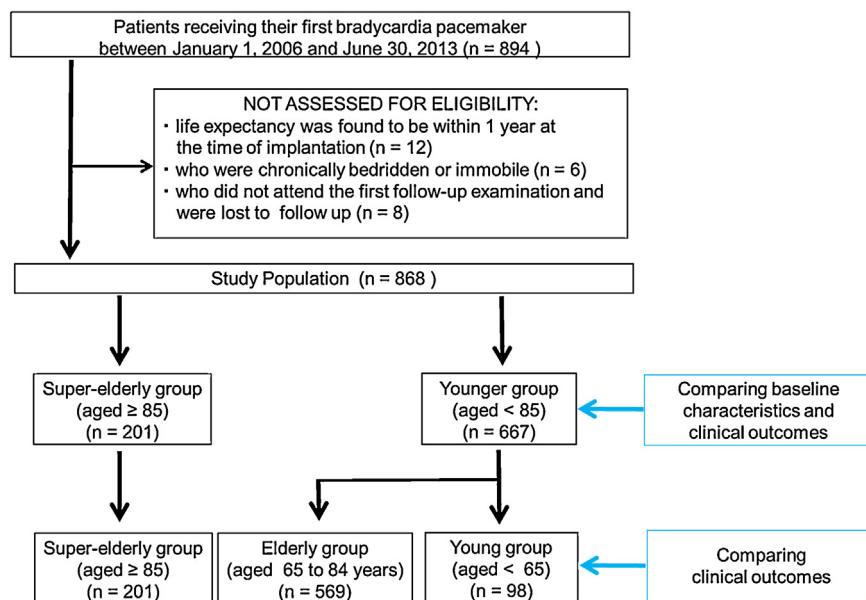 Patients receiving their first bradycardia pacemaker
between January 1, 2006 and June 30, 2013 (n = 894 )
NOT ASSESSED FOR ELIGIBILITY:
・life expectancy was found to be within 1 year at
the time of implantation (n = 12)
・who were chronically bedridden or immobile (n = 6)
・who did not attend the first follow-up examination and
were lost to follow up (n = 8)
Study Population (n = 868 )
Super-elderly group
(aged ≥ 85)
(n = 201)
Younger group
(aged < 85)
(n = 667)
Comparing baseline
characteristics and
clinical outcomes
Super-elderly group
(aged ≥ 85)
(n = 201)
Elderly group
(aged 65 to 84 years)
(n = 569)
Young group
(aged < 65)
(n = 98)
Comparing
clinical outcomes